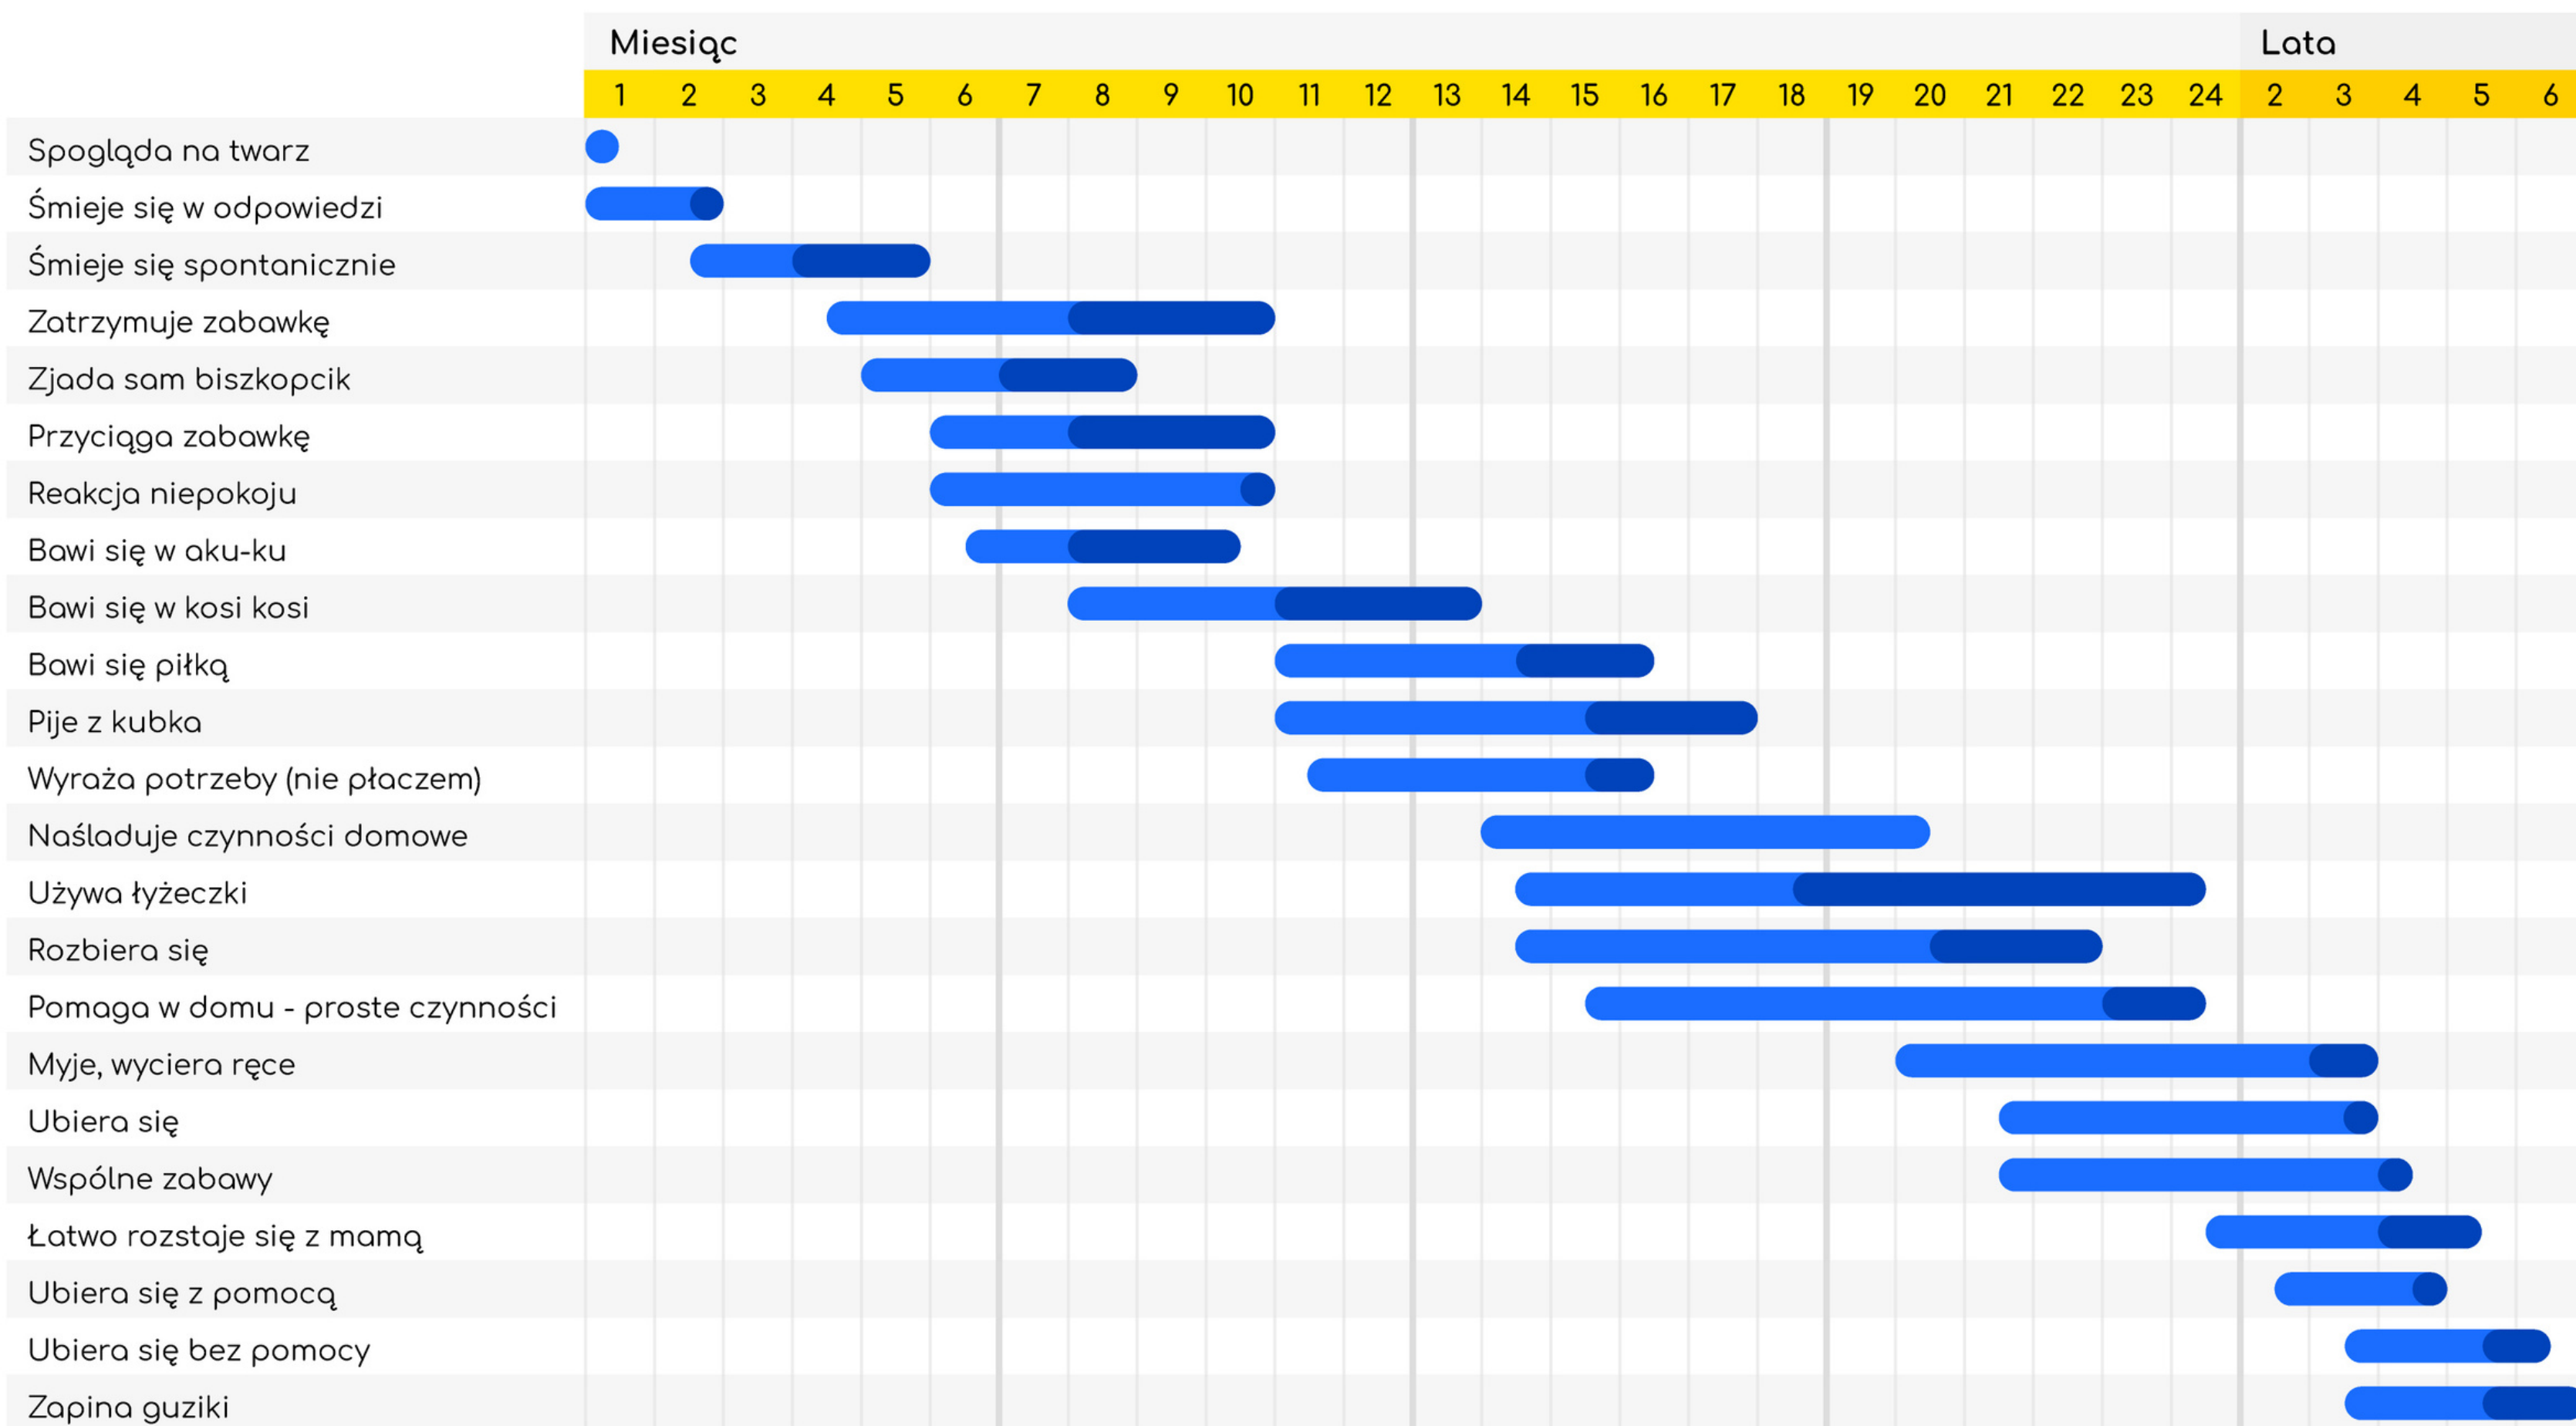 Miesiąc Lata
1 2 3 4 5 6 7 8 9 10 11 12 13 14 15 16 17 18 19 20 21 22 23 24 2 3 4 5 6
Spogląda na twarz
Śmieje się w odpowiedzi
Śmieje się spontanicznie
Zatrzymuje zabawkę
Zjada sam biszkopcik
Przyciąga zabawkę
Reakcja niepokoju
Bawi się w aku-ku
Bawi się w kosi kosi
Bawi się piłką
Pije z kubka
Wyraża potrzeby (nie płaczem)
Naśladuje czynności domowe
Używa łyżeczki
Rozbiera się
Pomaga w domu - proste czynności
Myje, wyciera ręce
Ubiera się
Wspólne zabawy
Łatwo rozstaje się z mamą
Ubiera się z pomocą
Ubiera się bez pomocy
Zapina guziki